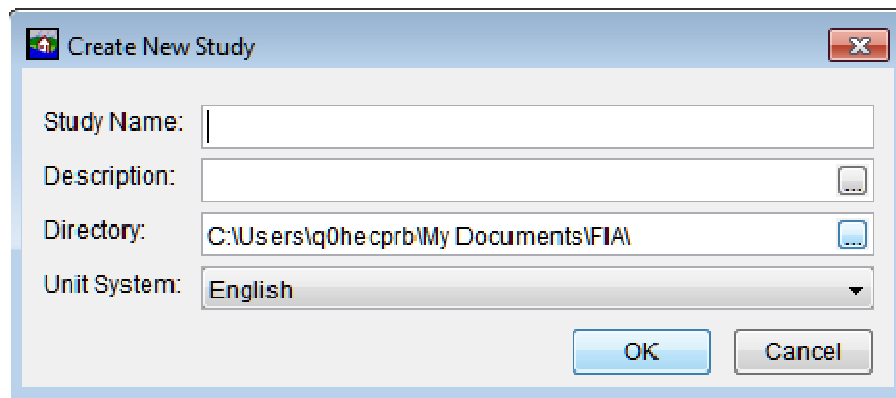 Create New Study
Study Name:
Description:
...
Directory: C:\Users\q0hecprb\My Documents\FIA\ ...
Unit System: English
OK Cancel